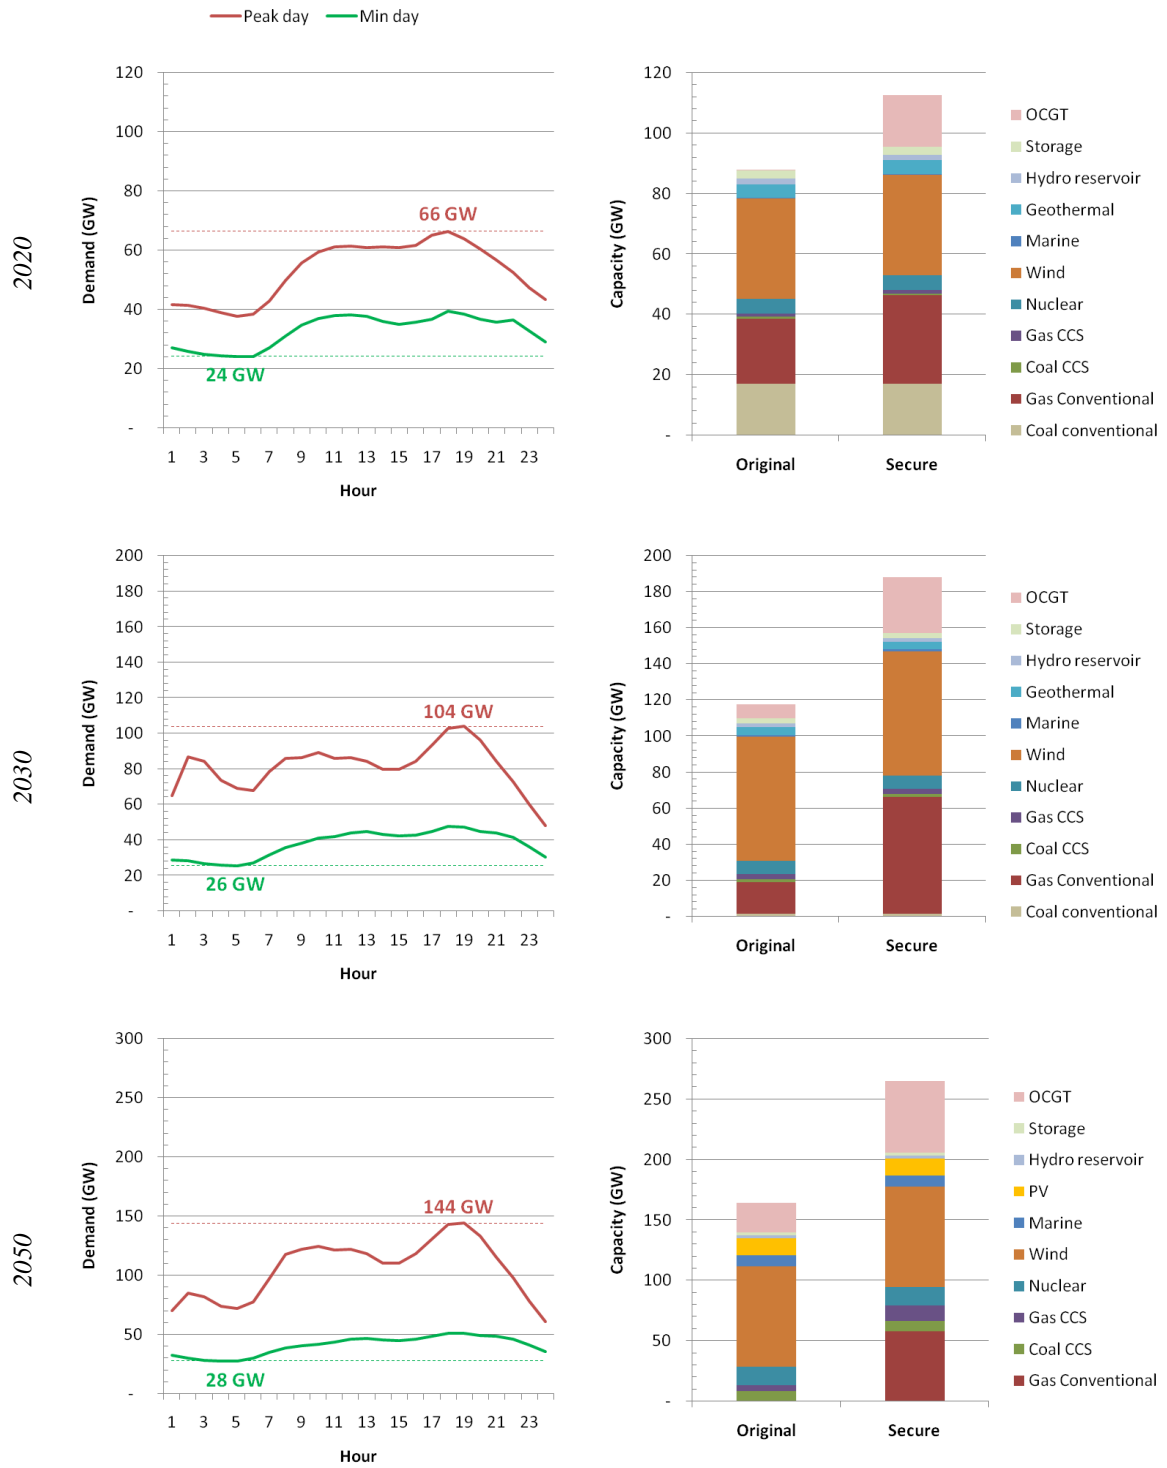 Peak day Min day
2020
Demand (GW)
120
100
80
60
40
20
-
66 GW
24 GW
1 3 5 7 9 11 13 15 17 19 21 23
Hour
Capacity (GW)
120
100
80
60
40
20
-
Original Secure
OCGT
Storage
Hydro reservoir
Geothermal
Marine
Wind
Nuclear
Gas CCS
Coal CCS
Gas Conventional
Coal conventional
2030
Demand (GW)
200
180
160
140
120
100
80
60
40
20
-
104 GW
26 GW
1 3 5 7 9 11 13 15 17 19 21 23
Hour
Capacity (GW)
200
180
160
140
120
100
80
60
40
20
-
Original Secure
OCGT
Storage
Hydro reservoir
Geothermal
Marine
Wind
Nuclear
Gas CCS
Coal CCS
Gas Conventional
Coal conventional
2050
Demand (GW)
300
250
200
150
100
50
-
144 GW
28 GW
1 3 5 7 9 11 13 15 17 19 21 23
Hour
Capacity (GW)
300
250
200
150
100
50
-
Original Secure
OCGT
Storage
Hydro reservoir
PV
Marine
Wind
Nuclear
Gas CCS
Coal CCS
Gas Conventional